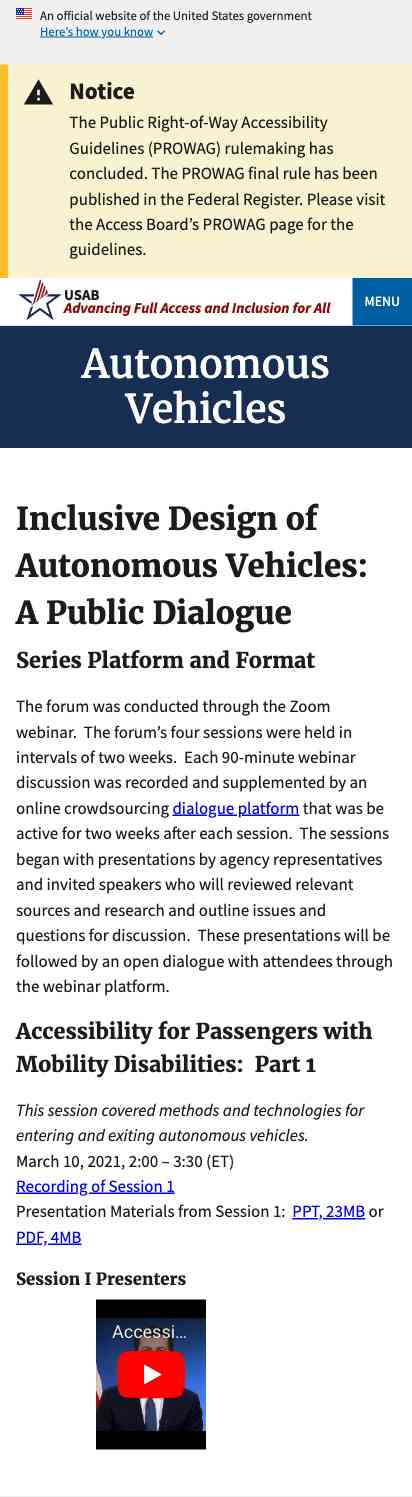 An official website of the United States government
Here's how you know
Notice
The Public Right-of-Way Accessibility
Guidelines (PROWAG) rulemaking has
concluded. The PROWAG final rule has been
published in the Federal Register. Please visit
the Access Board's PROWAG page for the
guidelines.
USAB
Advancing Full Access and Inclusion for All
MENU
Autonomous
Vehicles
Inclusive Design of
Autonomous Vehicles:
A Public Dialogue
Series Platform and Format
The forum was conducted through the Zoom
webinar.  The forum's four sessions were held in
intervals of two weeks.  Each 90-minute webinar
discussion was recorded and supplemented by an
online crowdsourcing dialogue platform that was be
active for two weeks after each session.  The sessions
began with presentations by agency representatives
and invited speakers who will reviewed relevant
sources and research and outline issues and
questions for discussion.  These presentations will be
followed by an open dialogue with attendees through
the webinar platform.
Accessibility for Passengers with
Mobility Disabilities:  Part 1
This session covered methods and technologies for
entering and exiting autonomous vehicles.
March 10, 2021, 2:00 – 3:30 (ET)
Recording of Session 1
Presentation Materials from Session 1:  PPT, 23MB or
PDF, 4MB
Session I Presenters
Accessi...